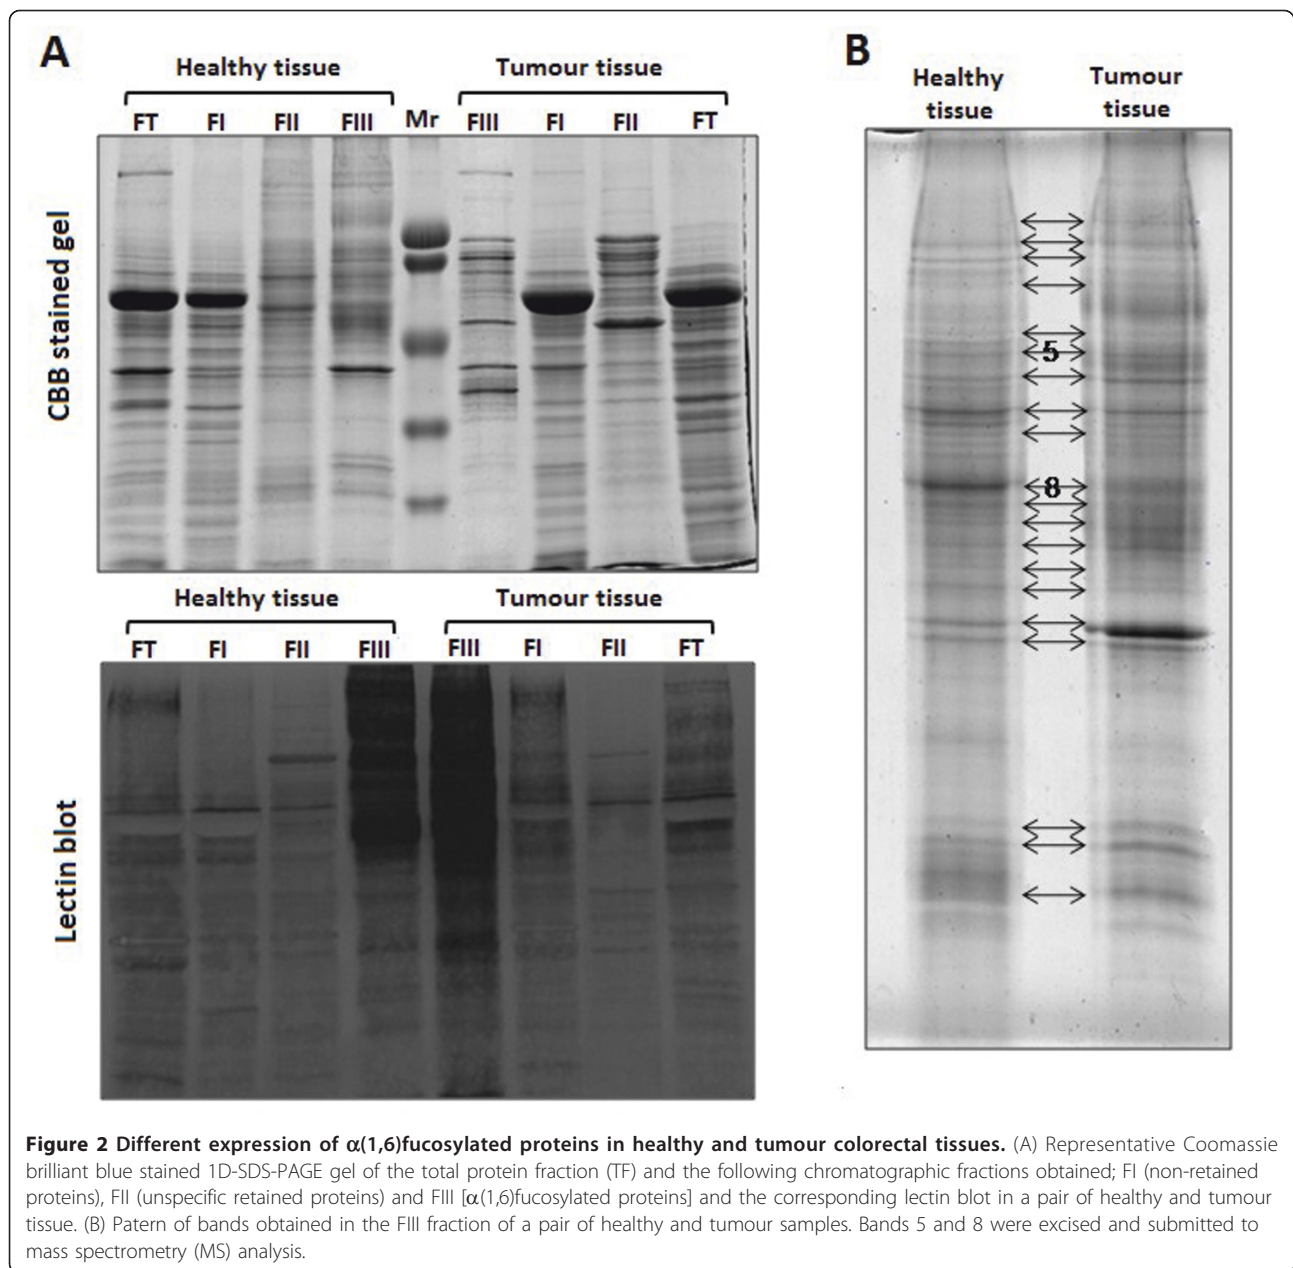 A
Healthy tissue
Tumour tissue
FT FI FII FIII Mr FIII FI FII FT
CBB stained gel
Healthy tissue
Tumour tissue
FT FI FII FIII FIII FI FII FT
Lectin blot
B
Healthy
tissue
Tumour
tissue
5
8
Figure 2 Different expression of α(1,6)fucosylated proteins in healthy and tumour colorectal tissues. (A) Representative Coomassie
brilliant blue stained 1D-SDS-PAGE gel of the total protein fraction (TF) and the following chromatographic fractions obtained; FI (non-retained
proteins), FII (unspecific retained proteins) and FIII [α(1,6)fucosylated proteins] and the corresponding lectin blot in a pair of healthy and tumour
tissue. (B) Patern of bands obtained in the FIII fraction of a pair of healthy and tumour samples. Bands 5 and 8 were excised and submitted to
mass spectrometry (MS) analysis.